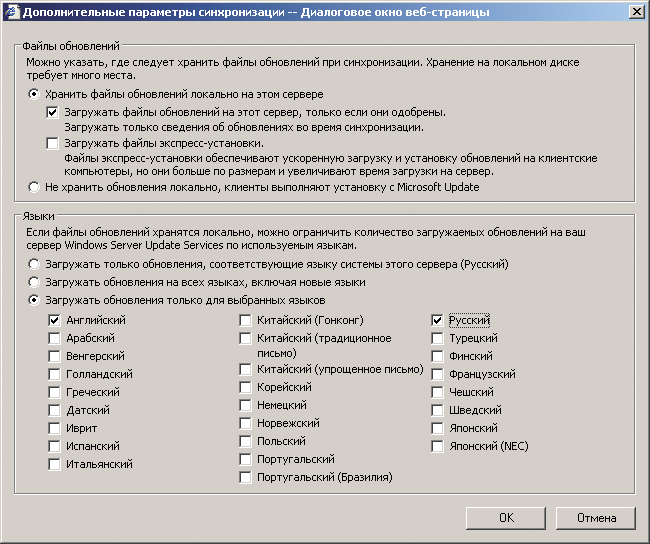 Дополнительные параметры синхронизации -- Диалоговое окно веб-страницы
Файлы обновлений
Можно указать, где следует хранить файлы обновлений при синхронизации. Хранение на локальном диске
требует много места.
Хранить файлы обновлений локально на этом сервере
Загружать файлы обновлений на этот сервер, только если они одобрены.
Загружать только сведения об обновлениях во время синхронизации.
Загружать файлы экспресс-установки.
Файлы экспресс-установки обеспечивают ускоренную загрузку и установку обновлений на клиентские
компьютеры, но они больше по размерам и увеличивают время загрузки на сервер.
Не хранить обновления локально, клиенты выполняют установку с Microsoft Update
Языки
Если файлы обновлений хранятся локально, можно ограничить количество загружаемых обновлений на ваш
сервер Windows Server Update Services по используемым языкам.
Загружать только обновления, соответствующие языку системы этого сервера (Русский)
Загружать обновления на всех языках, включая новые языки
Загружать обновления только для выбранных языков
Английский
Арабский
Венгерский
Голландский
Греческий
Датский
Иврит
Испанский
Итальянский
Китайский (Гонконг)
Китайский (традиционное
письмо)
Китайский (упрощенное письмо)
Корейский
Немецкий
Норвежский
Польский
Португальский
Португальский (Бразилия)
Русский
Турецкий
Финский
Французский
Чешский
Шведский
Японский
Японский (NEC)
OK
Отмена